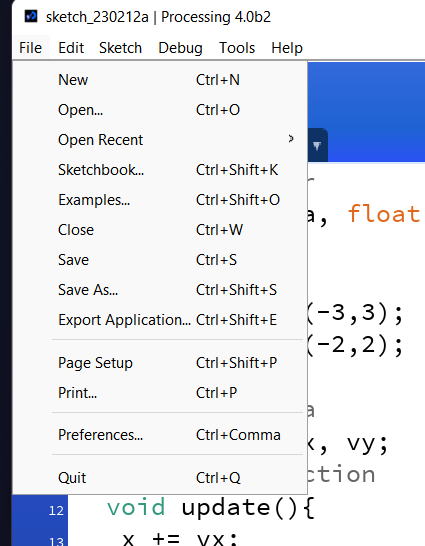 sketch_230212a | Processing 4.0b2
File Edit Sketch Debug Tools Help
New Ctrl+N
Open... Ctrl+O
Open Recent >
Sketchbook... Ctrl+Shift+K
Examples... Ctrl+Shift+O
Close Ctrl+W
Save Ctrl+S
Save As... Ctrl+Shift+S
Export Application... Ctrl+Shift+E
Page Setup Ctrl+Shift+P
Print... Ctrl+P
Preferences... Ctrl+Comma
Quit Ctrl+Q
a, float
(-3,3);
(-2,2);
a
x, vy;
ction
12 void update(){
13 x += vx;